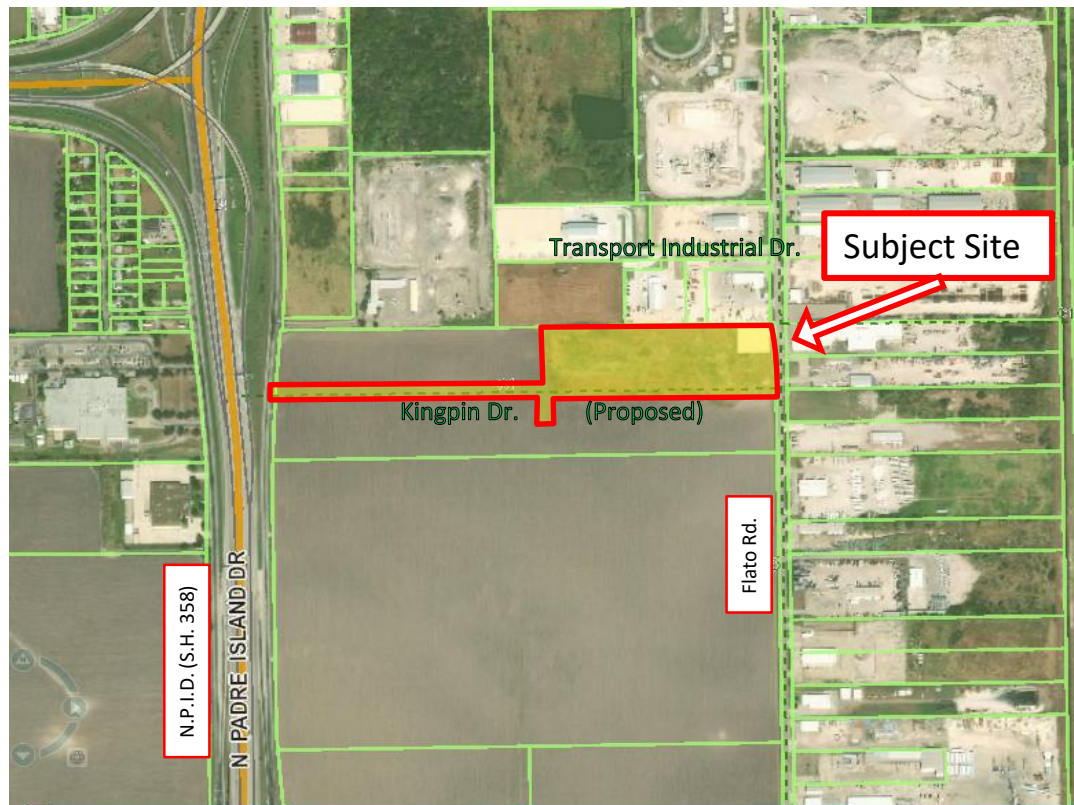 Transport Industrial Dr.
Subject Site
Kingpin Dr.
(Proposed)
Flato Rd.
N.P.I.D. (S.H. 358)
N PADRE ISLAND DR